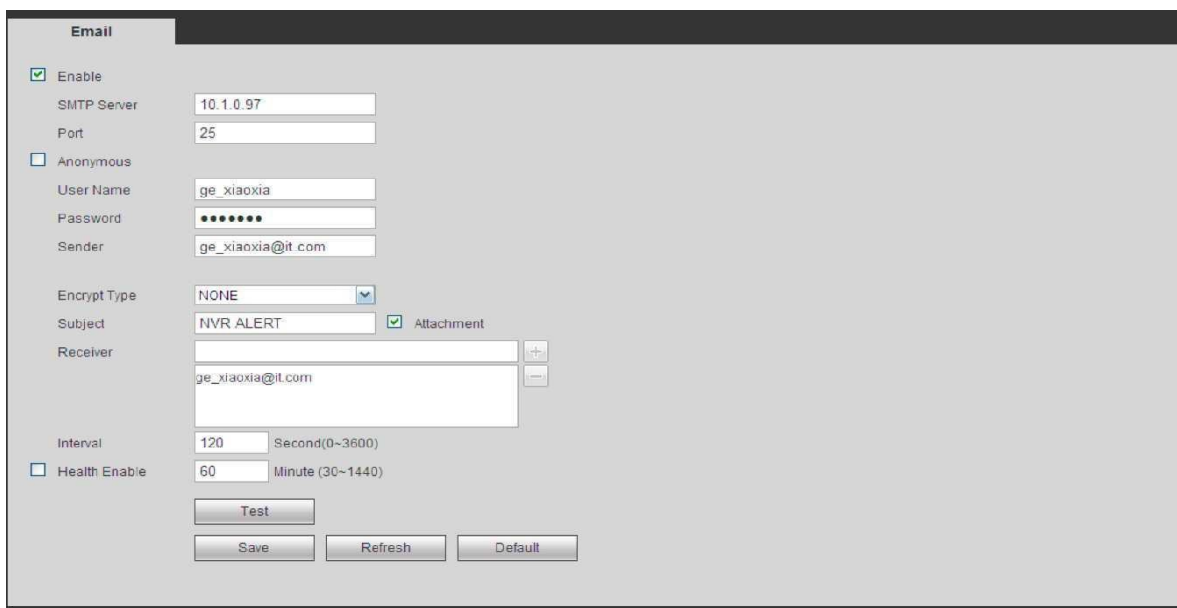 Email
Enable
SMTP Server 10.1.0.97
Port 25
Anonymous
User Name ge_xiaoxia
Password •••••••
Sender ge_xiaoxia@it.com
Encrypt Type NONE
Subject NVR ALERT Attachment
Receiver +
ge_xiaoxia@it.com −
Interval 120 Second(0~3600)
Health Enable 60 Minute (30~1440)
Test
Save Refresh Default